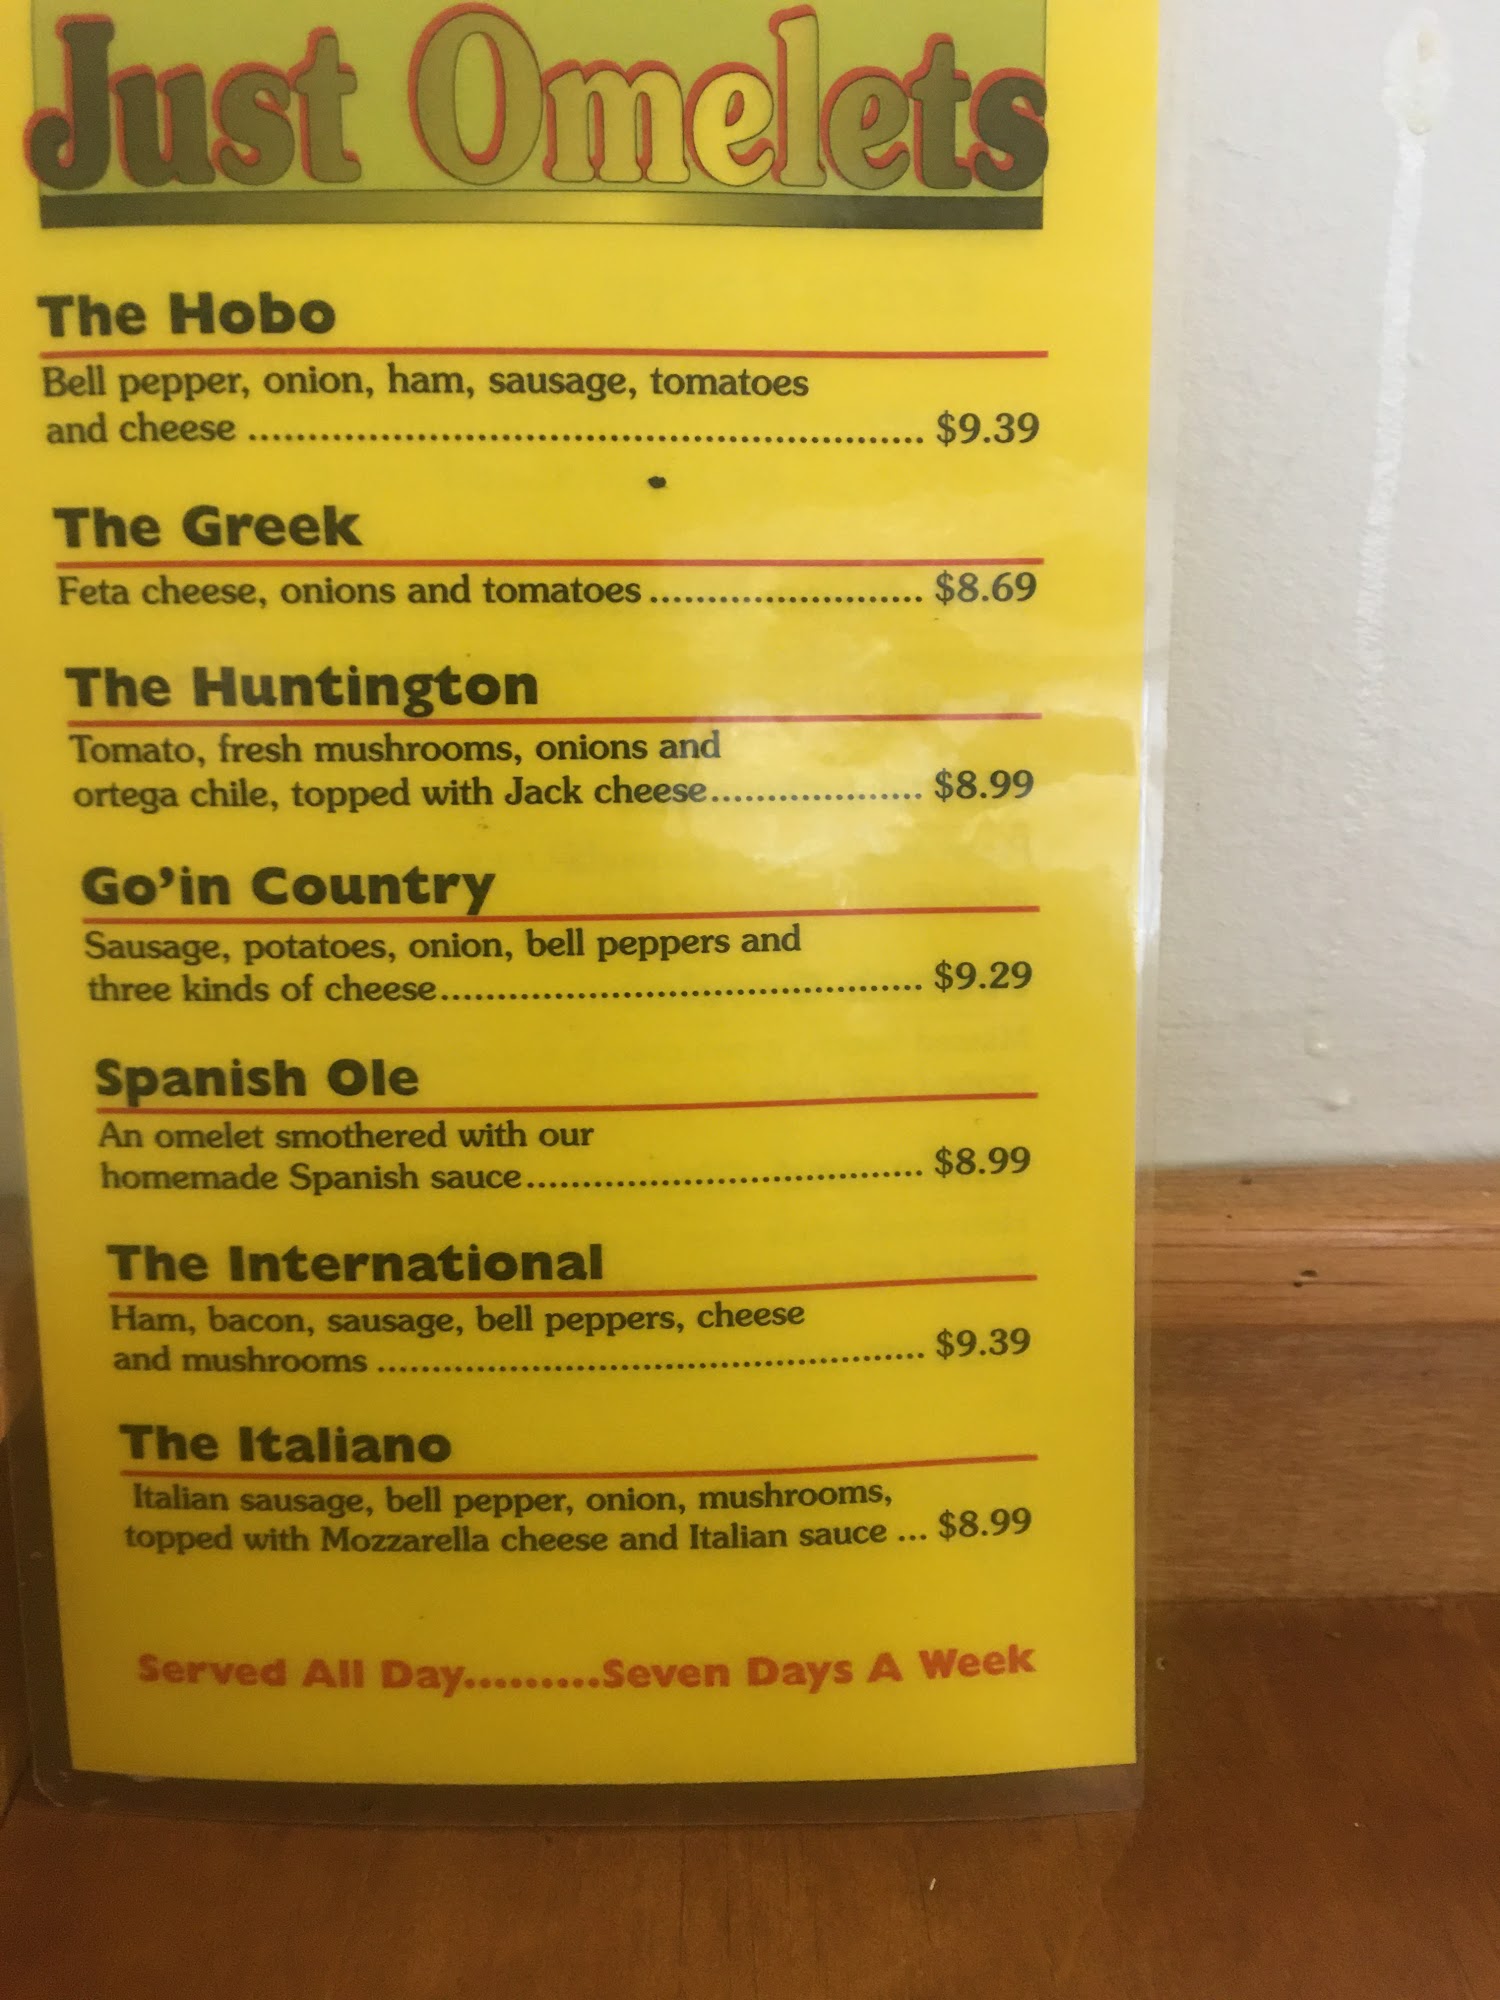 Just Omelets
The Hobo
Bell pepper, onion, ham, sausage, tomatoes
and cheese ........................................................ $9.39
The Greek
Feta cheese, onions and tomatoes........................ $8.69
The Huntington
Tomato, fresh mushrooms, onions and
ortega chile, topped with Jack cheese................... $8.99
Go'in Country
Sausage, potatoes, onion, bell peppers and
three kinds of cheese.......................................... $9.29
Spanish Ole
An omelet smothered with our
homemade Spanish sauce................................... $8.99
The International
Ham, bacon, sausage, bell peppers, cheese
and mushrooms ................................................ $9.39
The Italiano
Italian sausage, bell pepper, onion, mushrooms,
topped with Mozzarella cheese and Italian sauce ... $8.99
Served All Day.........Seven Days A Week